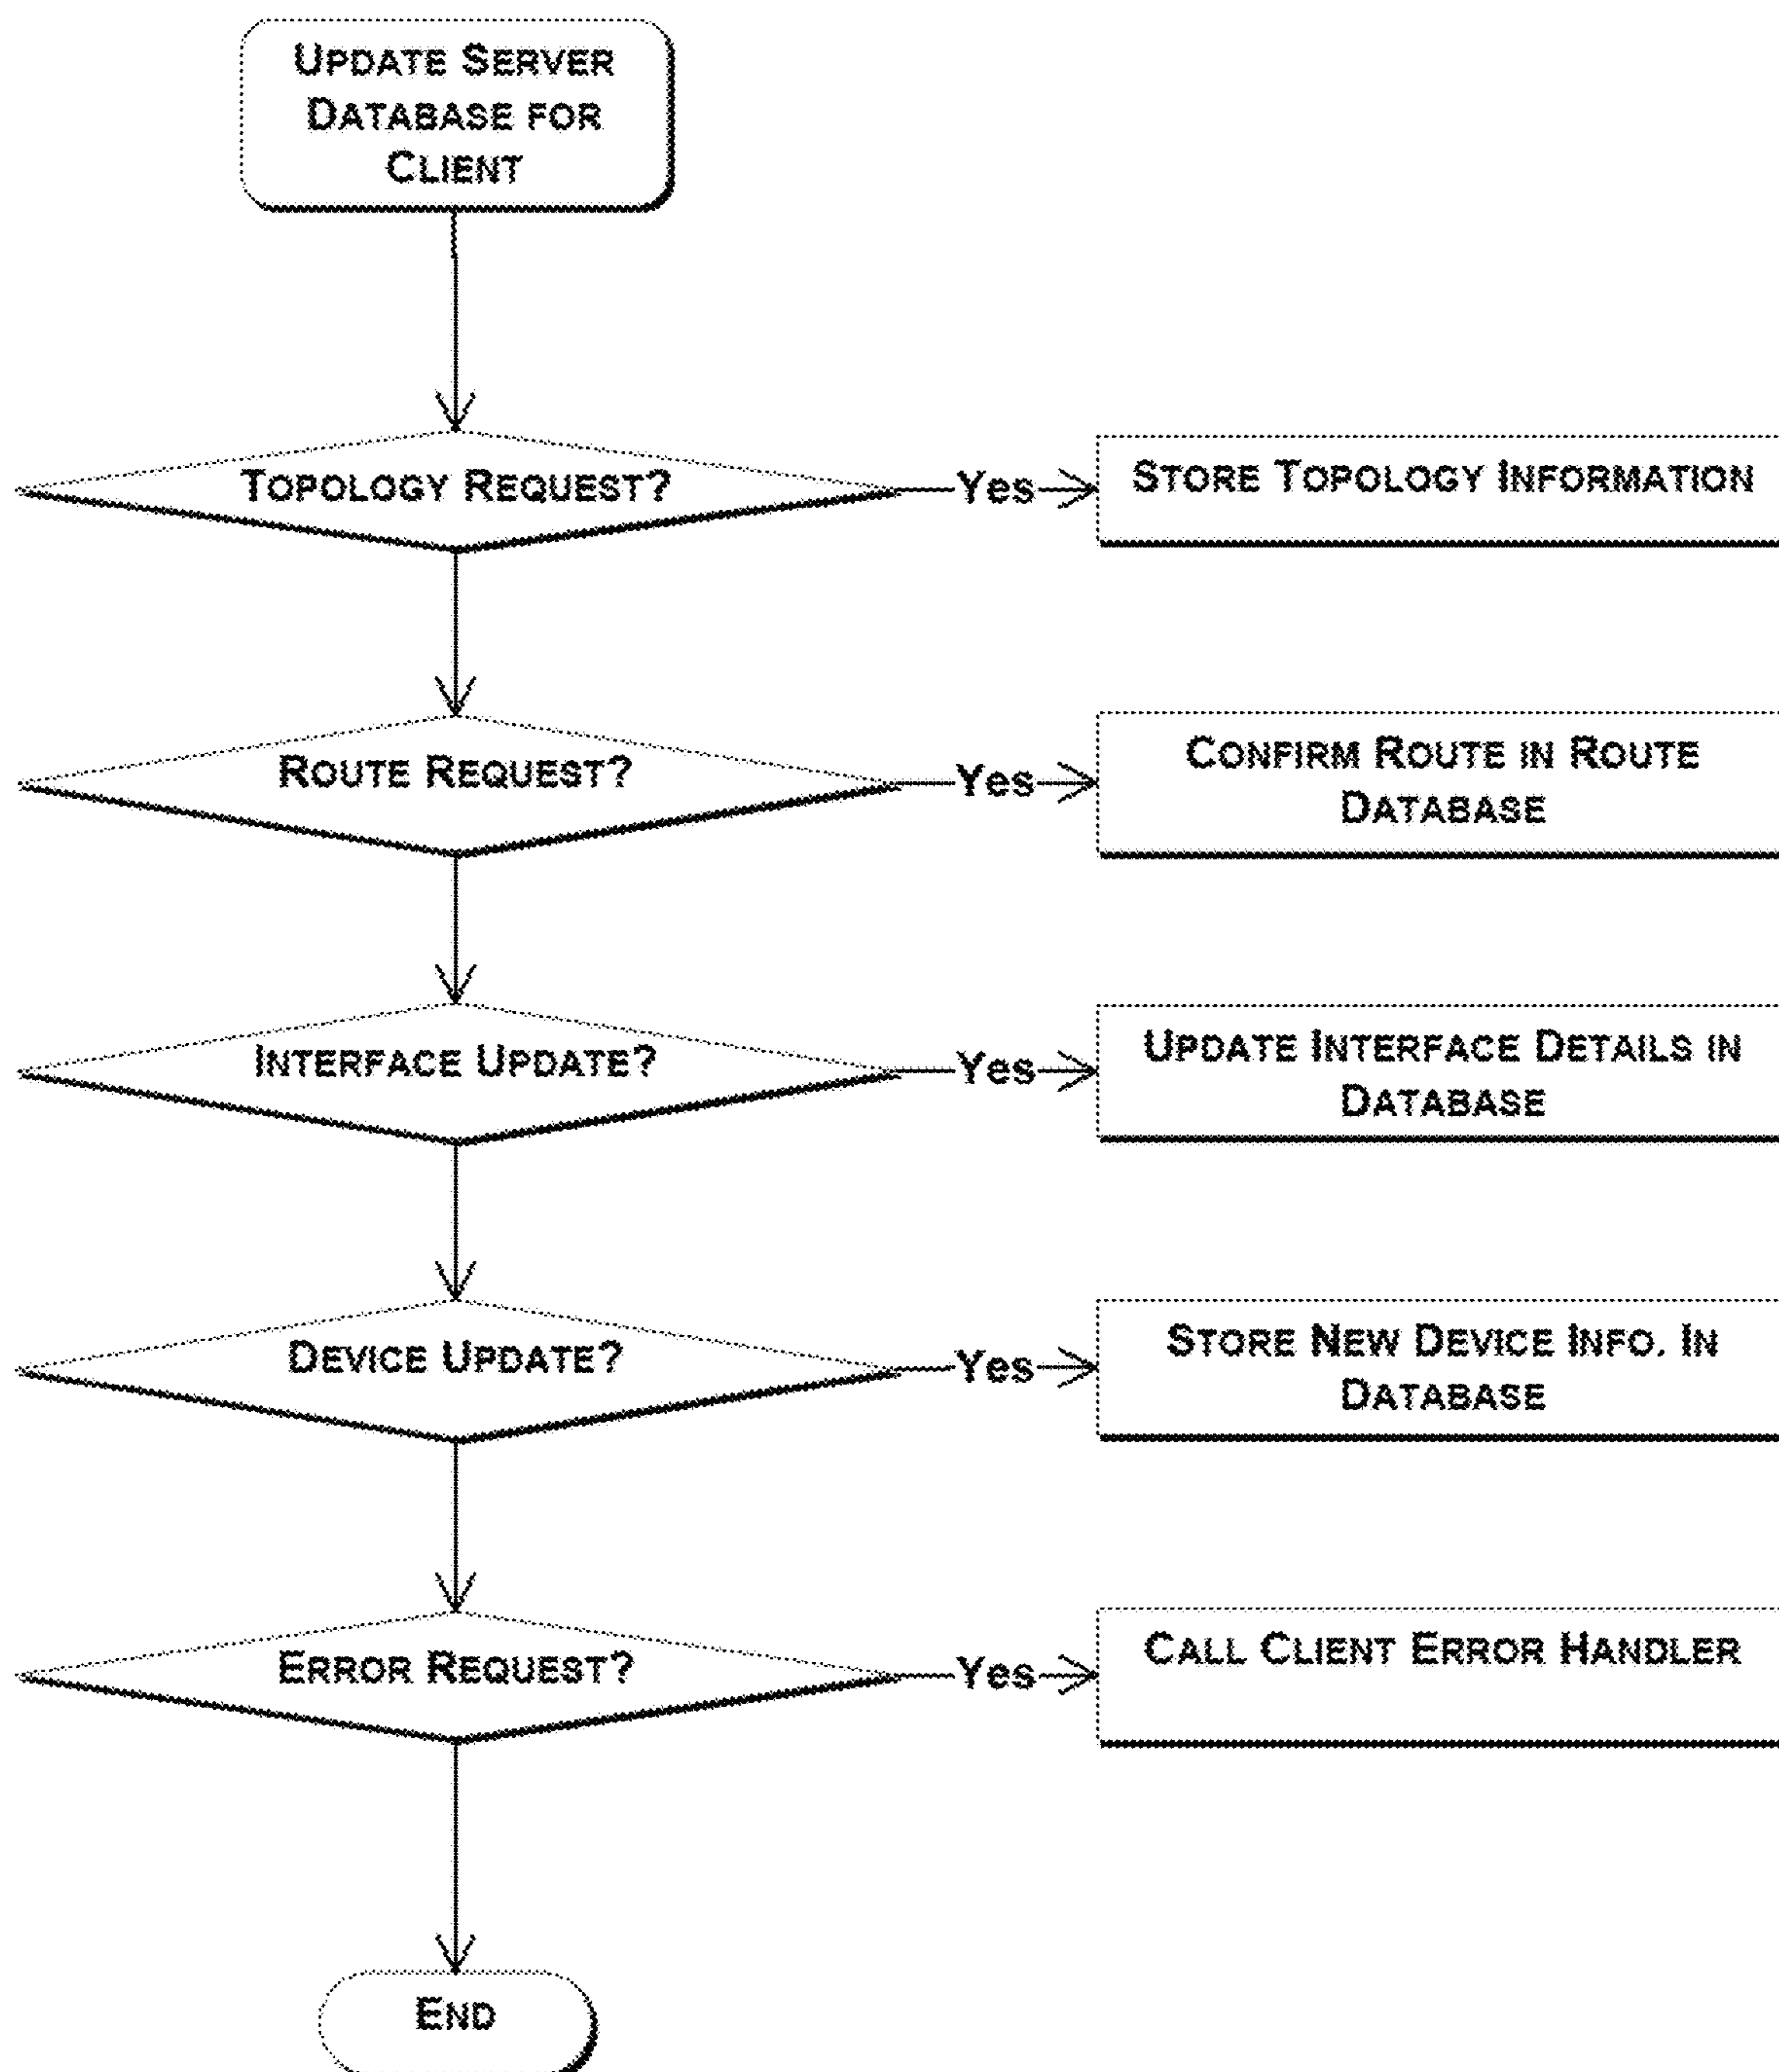 UPDATE SERVER
DATABASE FOR
CLIENT
TOPOLOGY REQUEST?
Yes
STORE TOPOLOGY INFORMATION
ROUTE REQUEST?
Yes
CONFIRM ROUTE IN ROUTE
DATABASE
INTERFACE UPDATE?
Yes
UPDATE INTERFACE DETAILS IN
DATABASE
DEVICE UPDATE?
Yes
STORE NEW DEVICE INFO. IN
DATABASE
ERROR REQUEST?
Yes
CALL CLIENT ERROR HANDLER
END